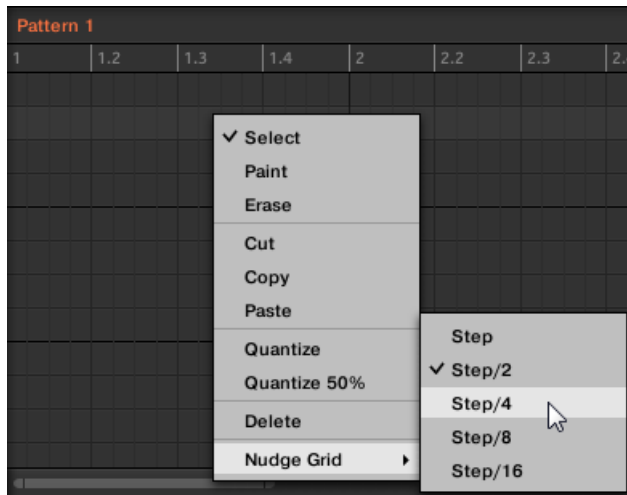 Pattern 1
1 1.2 1.3 1.4 2 2.2 2.3 2.
Select
Paint
Erase
Cut
Copy
Paste
Quantize
Quantize 50%
Delete
Nudge Grid
Step
Step/2
Step/4
Step/8
Step/16